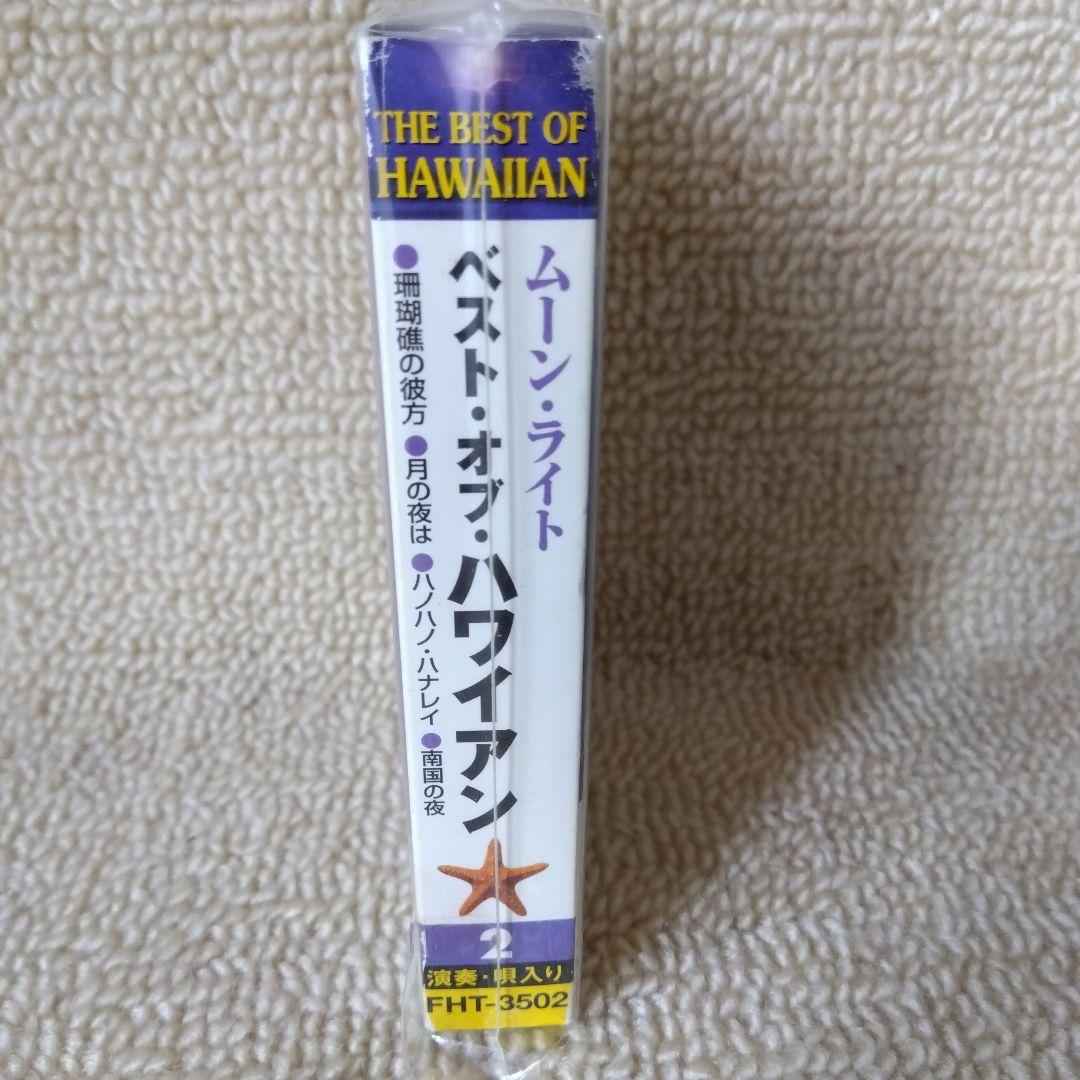 THE BEST OF
HAWAIIAN
ムーン・ライト
ベスト・オブ・ハワイアン
●珊瑚礁の彼方●月の夜は●ハノハノ・ハナレイ●南国の夜
2
演奏・唄入り
FHT-3502